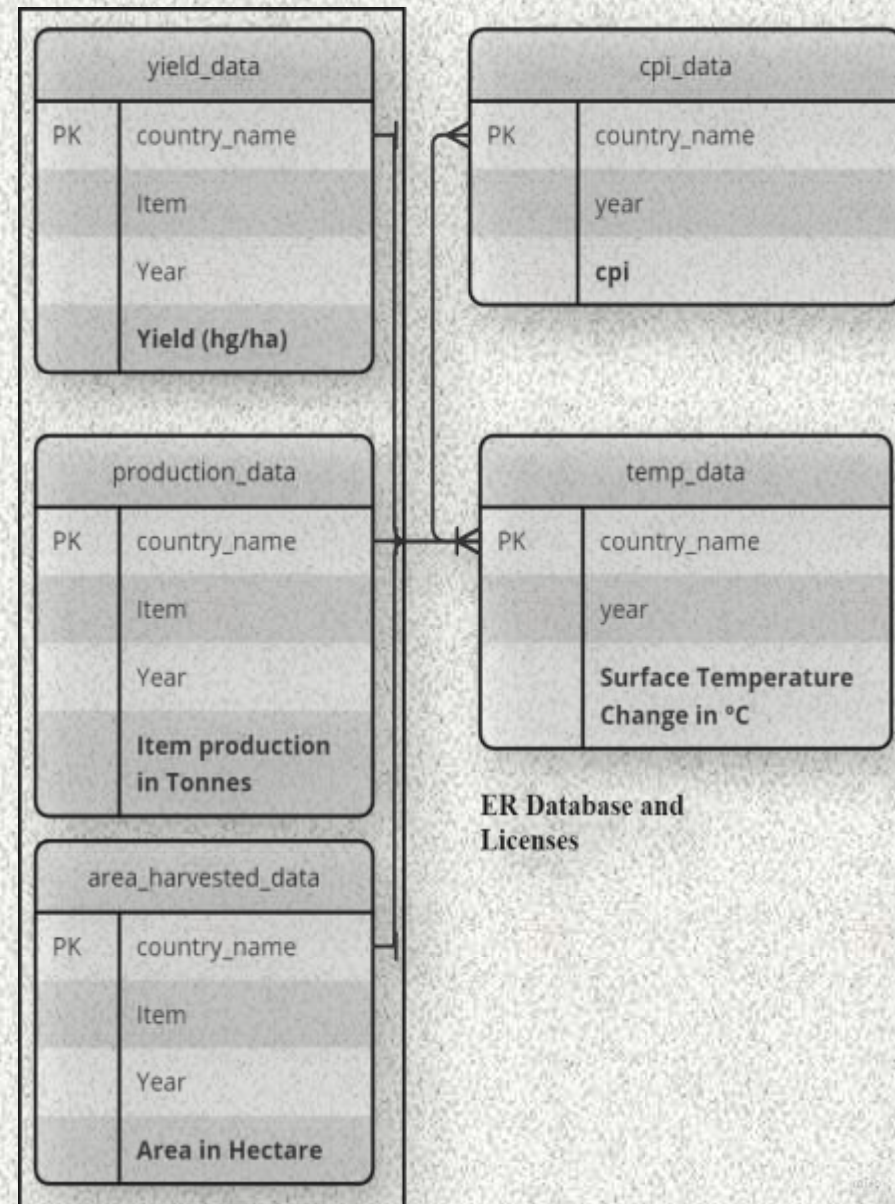 yield_data
PK country_name
Item
Year
Yield (hg/ha)
production_data
PK country_name
Item
Year
Item production
in Tonnes
area_harvested_data
PK country_name
Item
Year
Area in Hectare
cpi_data
PK country_name
year
cpi
temp_data
PK country_name
year
Surface Temperature
Change in °C
ER Database and
Licenses